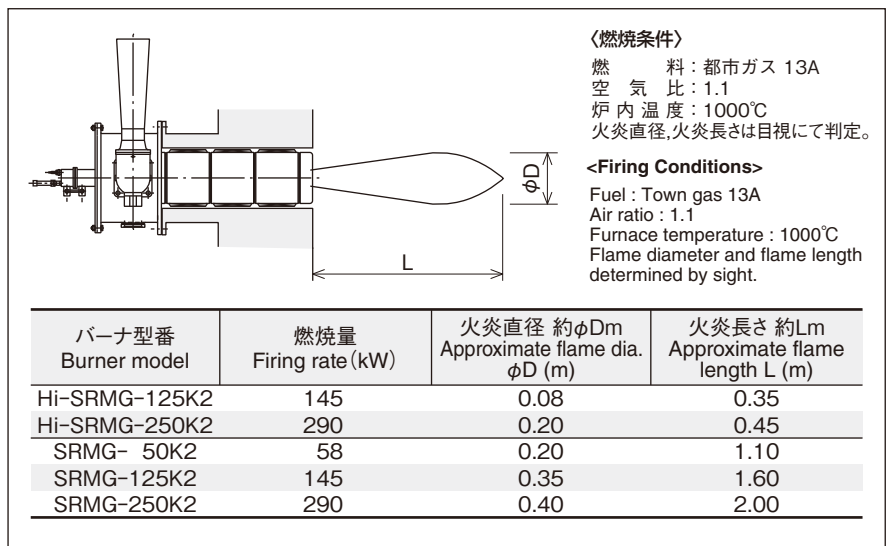 〈燃焼条件〉
燃　　　料：都市ガス 13A
空　気　比：1.1
炉 内 温 度：1000℃
火炎直径,火炎長さは目視にて判定。
<Firing Conditions>
Fuel : Town gas 13A
Air ratio : 1.1
Furnace temperature : 1000℃
Flame diameter and flame length
determined by sight.
φD
L
バーナ型番 燃焼量 火炎直径 約φDm 火炎長さ 約Lm
Burner model Firing rate(kW) Approximate flame dia. Approximate flame
φD (m) length L (m)
Hi-SRMG-125K2 145 0.08 0.35
Hi-SRMG-250K2 290 0.20 0.45
SRMG- 50K2 58 0.20 1.10
SRMG-125K2 145 0.35 1.60
SRMG-250K2 290 0.40 2.00